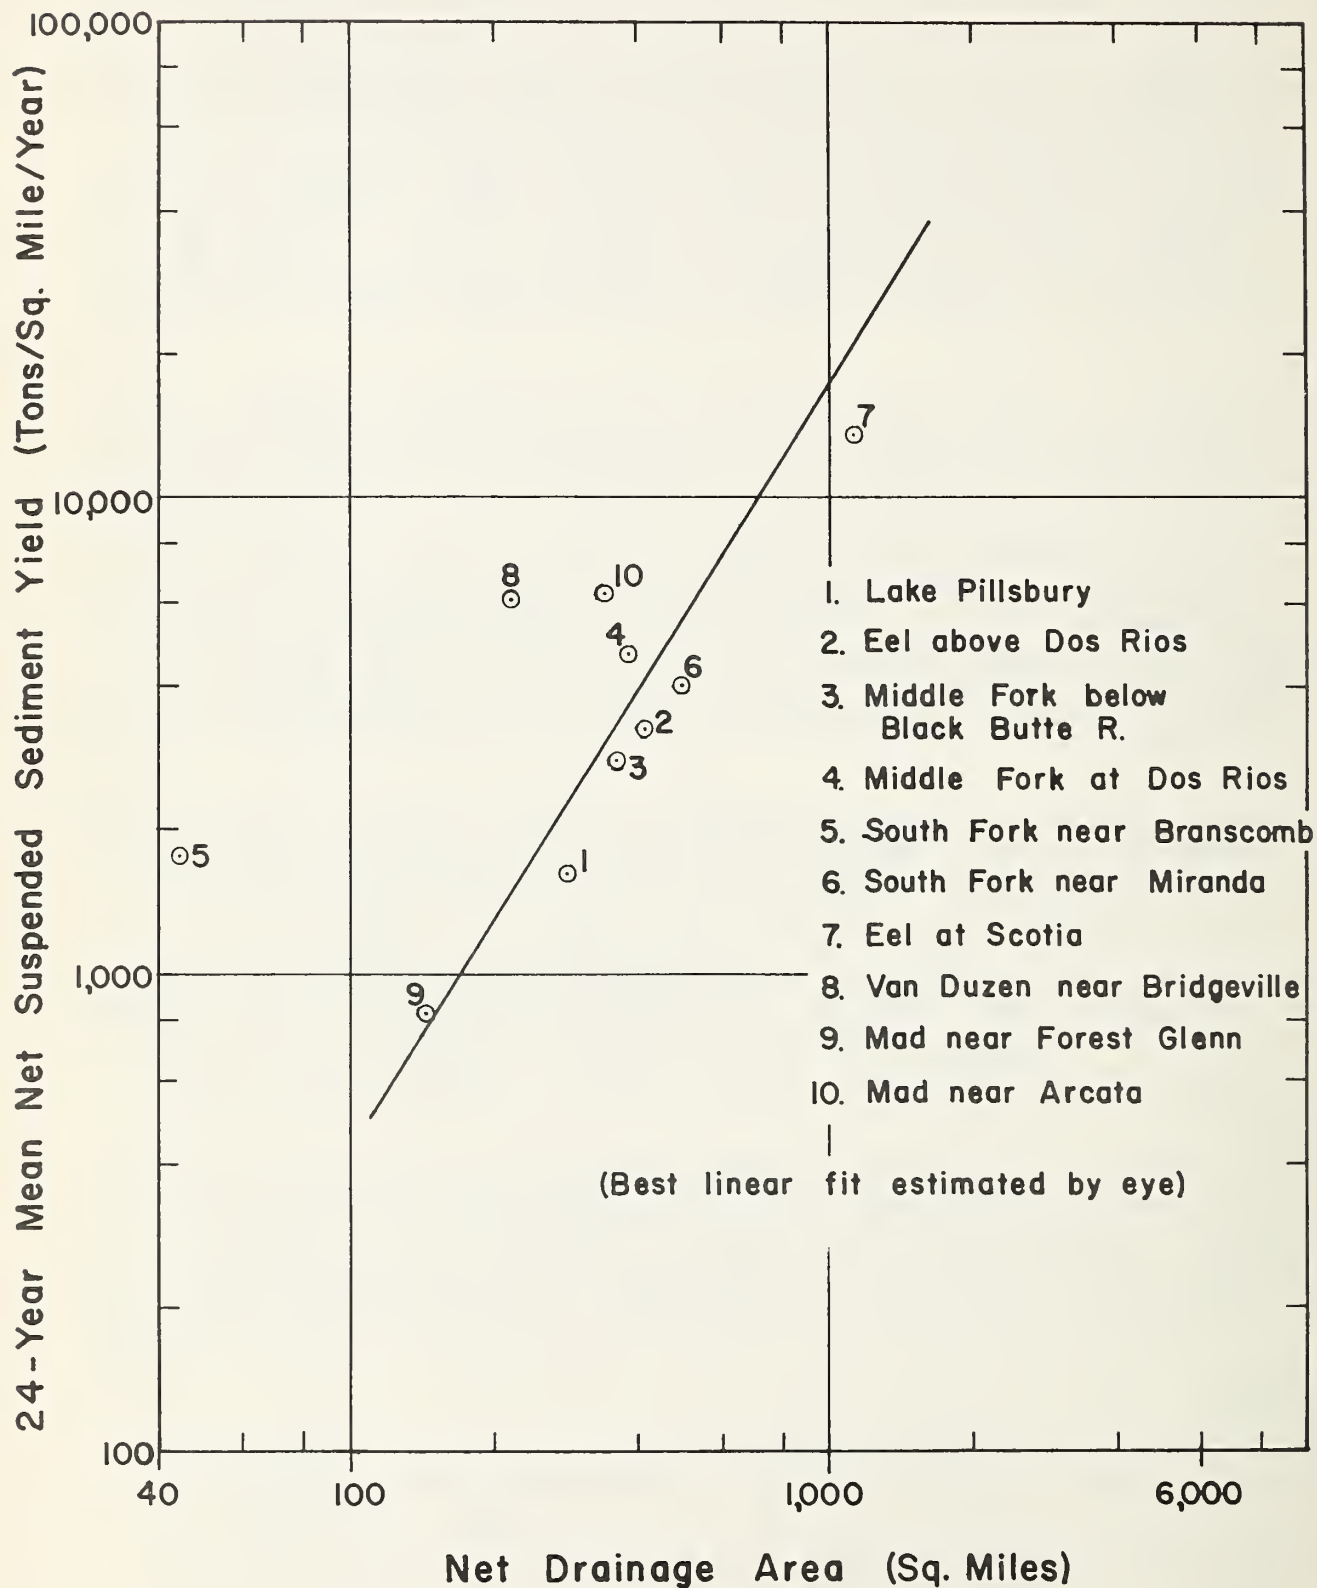 24-Year Mean Net Suspended Sediment Yield (Tons/Sq. Mile/Year)
100,000
10,000
1,000
100
8
10
4
6
2
3
7
5
1
9
1. Lake Pillsbury
2. Eel above Dos Rios
3. Middle Fork below
Black Butte R.
4. Middle Fork at Dos Rios
5. South Fork near Branscomb
6. South Fork near Miranda
7. Eel at Scotia
8. Van Duzen near Bridgeville
9. Mad near Forest Glenn
10. Mad near Arcata
(Best linear fit estimated by eye)
40
100
1,000
6,000
Net Drainage Area (Sq. Miles)